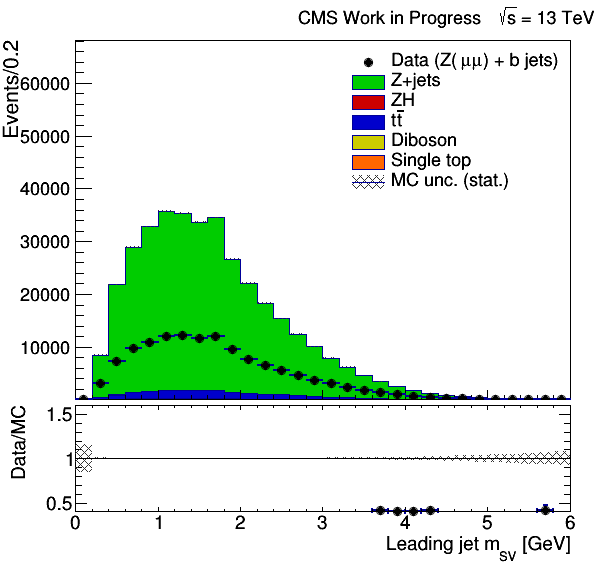 CMS Work in Progress √s = 13 TeV
Events/0.2
60000
50000
40000
30000
20000
10000
Data (Z(μμ) + b jets)
Z+jets
ZH
tt̅
Diboson
Single top
MC unc. (stat.)
Data/MC
1.5
1
0.5
0 1 2 3 4 5 6
Leading jet m_SV [GeV]